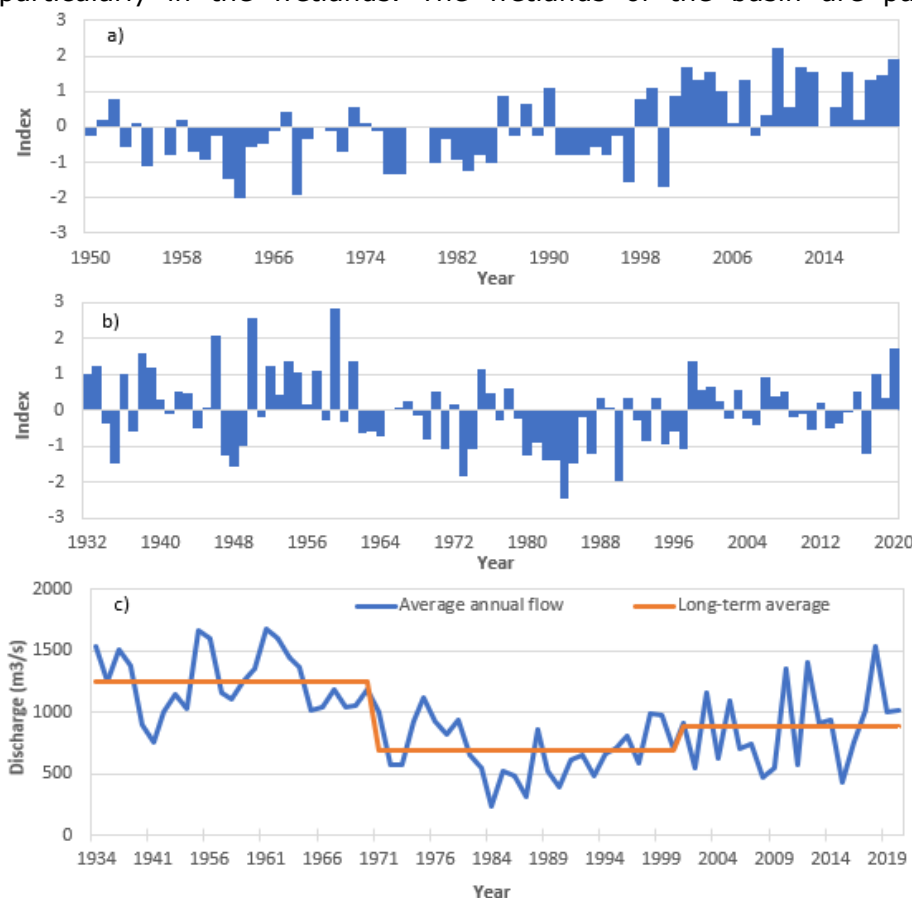 particularly in the wetlands. The wetlands of the basin are pa
a)
3
2
1
0
-1
-2
-3
Index
1950 1958 1966 1974 1982 1990 1998 2006 2014
Year
b)
3
2
1
0
-1
-2
-3
Index
1932 1940 1948 1956 1964 1972 1980 1988 1996 2004 2012 2020
Year
c)
Average annual flow Long-term average
2000
1500
1000
500
0
Discharge (m3/s)
1934 1941 1956 1961 1966 1971 1976 1984 1989 1994 1999 2004 2009 2014 2019
Year